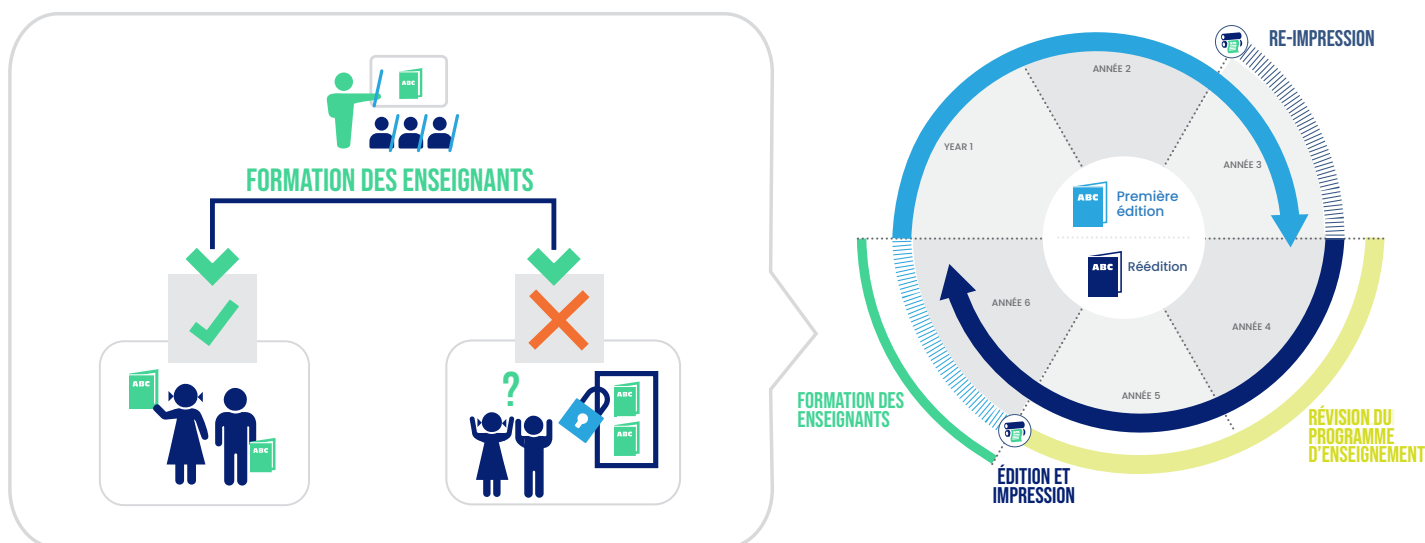 ABC
FORMATION DES ENSEIGNANTS
ABC
ABC
?
ABC
ABC
RE-IMPRESSION
ANNÉE 2
YEAR 1
ANNÉE 3
ABC
Première
édition
ABC
Réédition
ANNÉE 6
ANNÉE 4
ANNÉE 5
FORMATION DES
ENSEIGNANTS
RÉVISION DU
PROGRAMME
D'ENSEIGNEMENT
ÉDITION ET
IMPRESSION